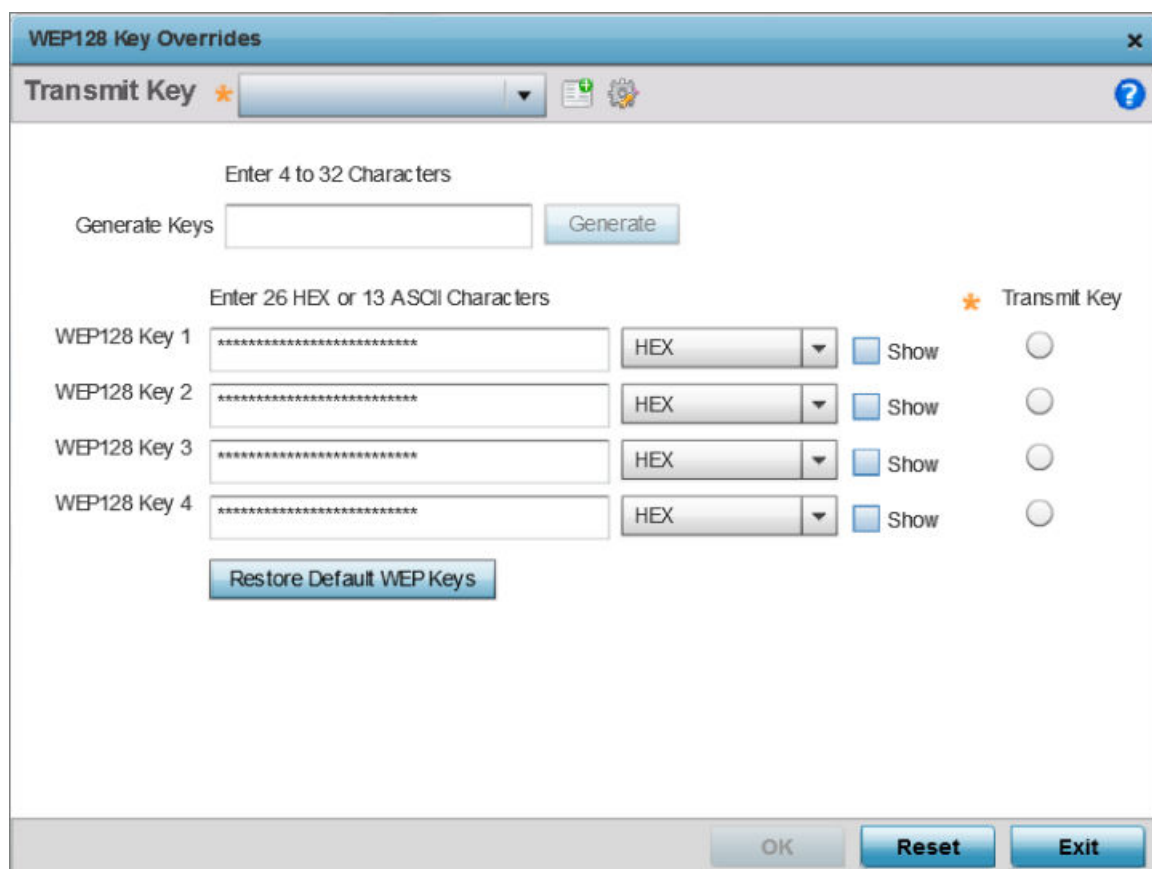 WEP128 Key Overrides
Transmit Key *
Enter 4 to 32 Characters
Generate Keys Generate
Enter 26 HEX or 13 ASCII Characters * Transmit Key
WEP128 Key 1 ************************** HEX Show
WEP128 Key 2 ************************** HEX Show
WEP128 Key 3 ************************** HEX Show
WEP128 Key 4 ************************** HEX Show
Restore Default WEP Keys
OK Reset Exit